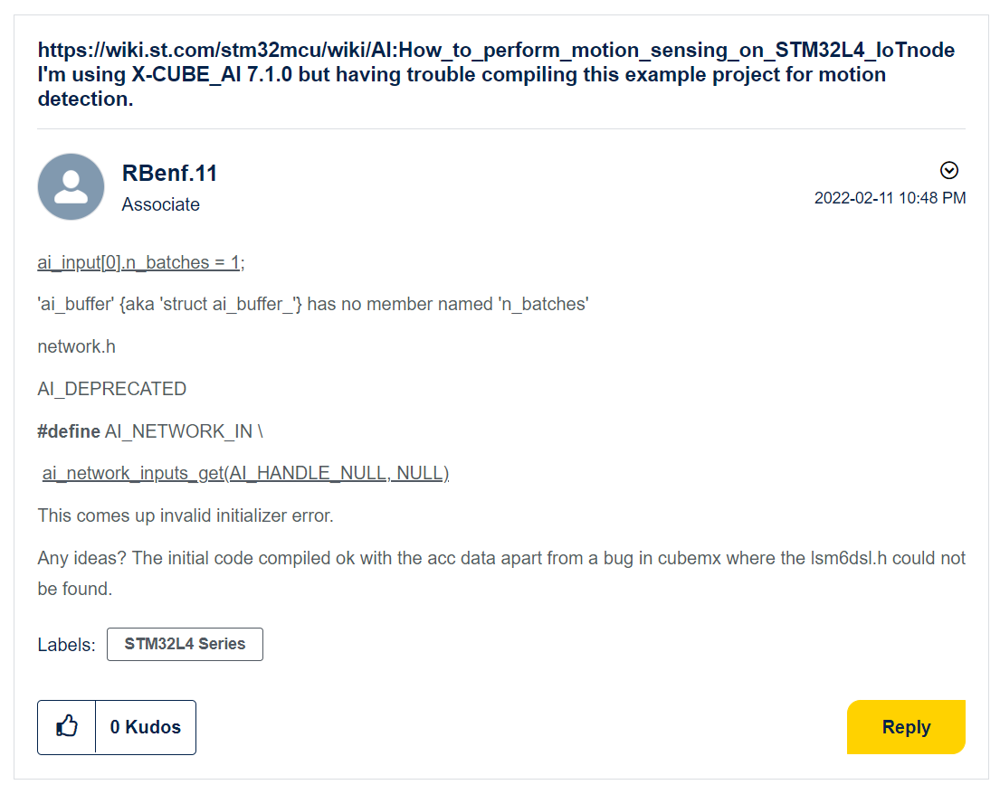 https://wiki.st.com/stm32mcu/wiki/AI:How_to_perform_motion_sensing_on_STM32L4_IoTnode
I'm using X-CUBE_AI 7.1.0 but having trouble compiling this example project for motion
detection.
RBenf.11
Associate
2022-02-11 10:48 PM
ai_input[0].n_batches = 1;
'ai_buffer' {aka 'struct ai_buffer_'} has no member named 'n_batches'
network.h
AI_DEPRECATED
#define AI_NETWORK_IN \
ai_network_inputs_get(AI_HANDLE_NULL, NULL)
This comes up invalid initializer error.
Any ideas? The initial code compiled ok with the acc data apart from a bug in cubemx where the lsm6dsl.h could not
be found.
Labels:
STM32L4 Series
0 Kudos
Reply